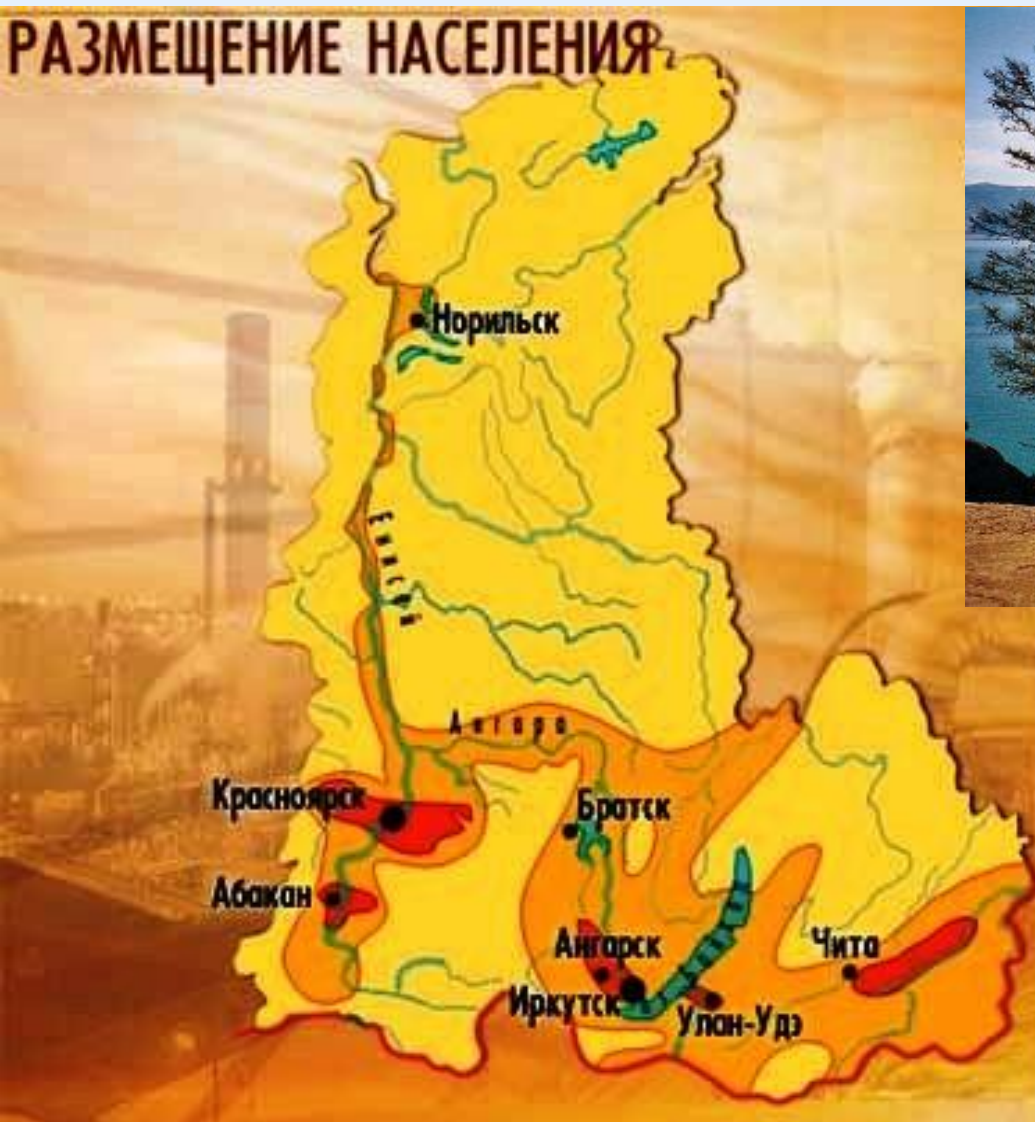 РАЗМЕЩЕНИЕ НАСЕЛЕНИЯ
Норильск
Енисей
Ангара
Красноярск
Братск
Абакан
Ангарск
Чита
Иркутск
Улан-Удэ